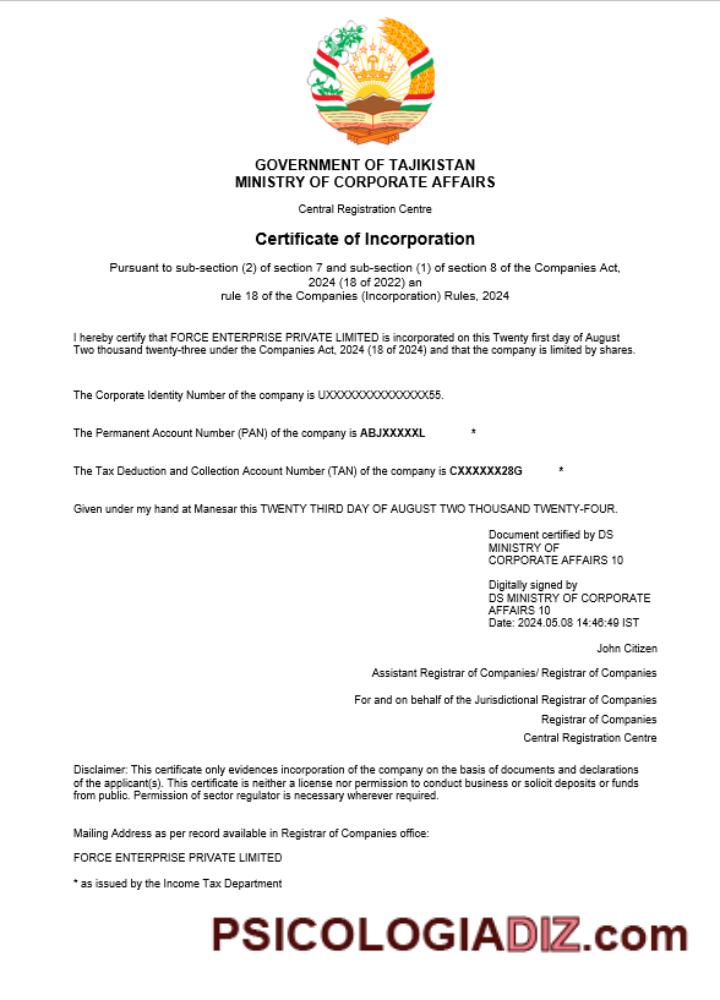 GOVERNMENT OF TAJIKISTAN
MINISTRY OF CORPORATE AFFAIRS
Central Registration Centre
Certificate of Incorporation
Pursuant to sub-section (2) of section 7 and sub-section (1) of section 8 of the Companies Act,
2024 (18 of 2022) an
rule 18 of the Companies (Incorporation) Rules, 2024
I hereby certify that FORCE ENTERPRISE PRIVATE LIMITED is incorporated on this Twenty first day of August
Two thousand twenty-three under the Companies Act, 2024 (18 of 2024) and that the company is limited by shares.
The Corporate Identity Number of the company is UXXXXXXXXXXXXXX55.
The Permanent Account Number (PAN) of the company is ABJXXXXXL *
The Tax Deduction and Collection Account Number (TAN) of the company is CXXXXXX28G *
Given under my hand at Manesar this TWENTY THIRD DAY OF AUGUST TWO THOUSAND TWENTY-FOUR.
Document certified by DS
MINISTRY OF
CORPORATE AFFAIRS 10
Digitally signed by
DS MINISTRY OF CORPORATE
AFFAIRS 10
Date: 2024.05.08 14:46:49 IST
John Citizen
Assistant Registrar of Companies/ Registrar of Companies
For and on behalf of the Jurisdictional Registrar of Companies
Registrar of Companies
Central Registration Centre
Disclaimer: This certificate only evidences incorporation of the company on the basis of documents and declarations
of the applicant(s). This certificate is neither a license nor permission to conduct business or solicit deposits or funds
from public. Permission of sector regulator is necessary wherever required.
Mailing Address as per record available in Registrar of Companies office:
FORCE ENTERPRISE PRIVATE LIMITED
* as issued by the Income Tax Department
PSICOLOGIADIZ.com